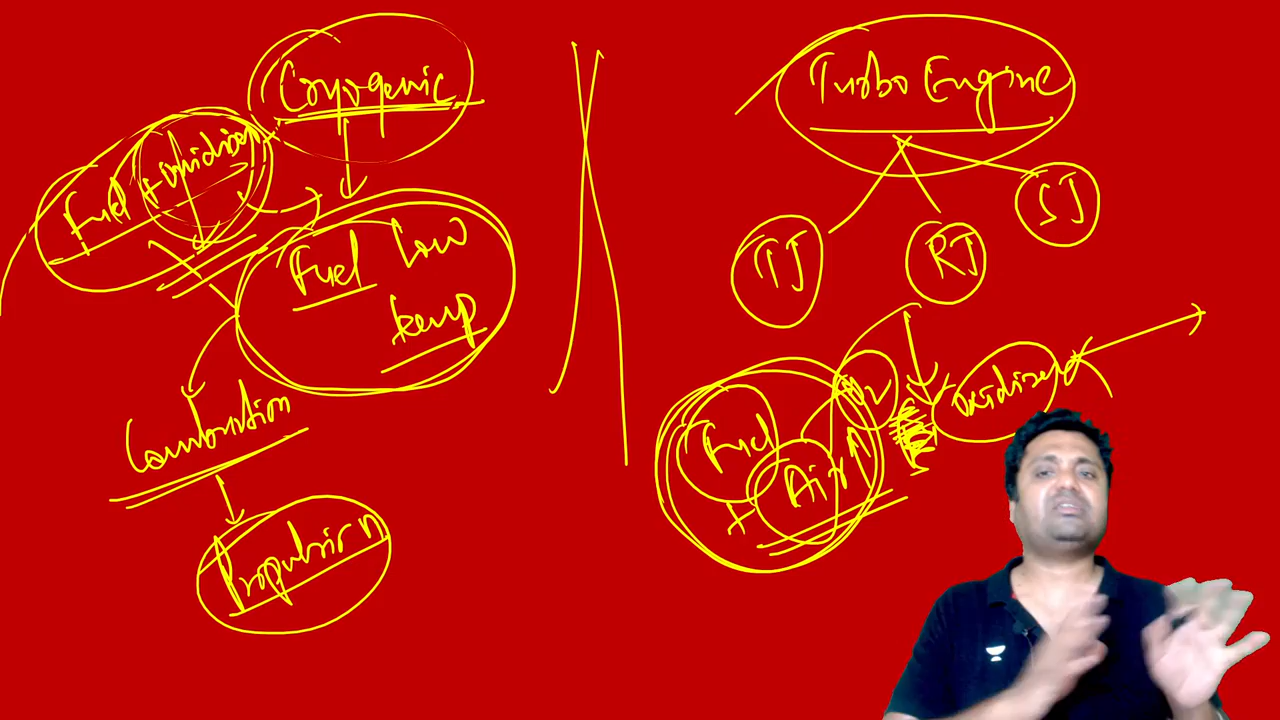 Cryogenic
Fuel + oxidiser
Fuel Low
temp
Combustion
Propulsion
Turbo Engine
TJ
RJ
SJ
Fuel
+ Air
O2
Oxidiser